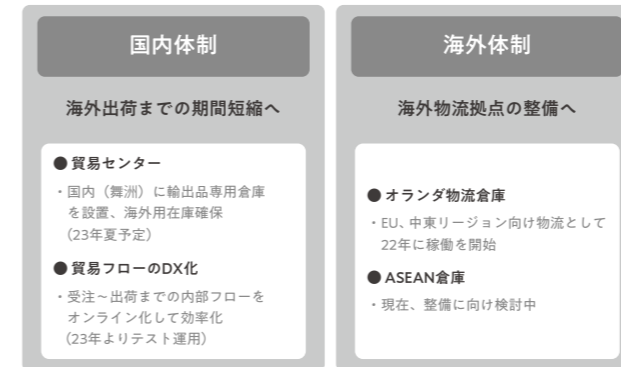 国内体制
海外出荷までの期間短縮へ
● 貿易センター
・国内（舞洲）に輸出品専用倉庫
を設置、海外用在庫確保
（23年夏予定）
● 貿易フローのDX化
・受注～出荷までの内部フローを
オンライン化して効率化
（23年よりテスト運用）
海外体制
海外物流拠点の整備へ
● オランダ物流倉庫
・EU、中東リージョン向け物流として
22年に稼働を開始
● ASEAN倉庫
・現在、整備に向け検討中